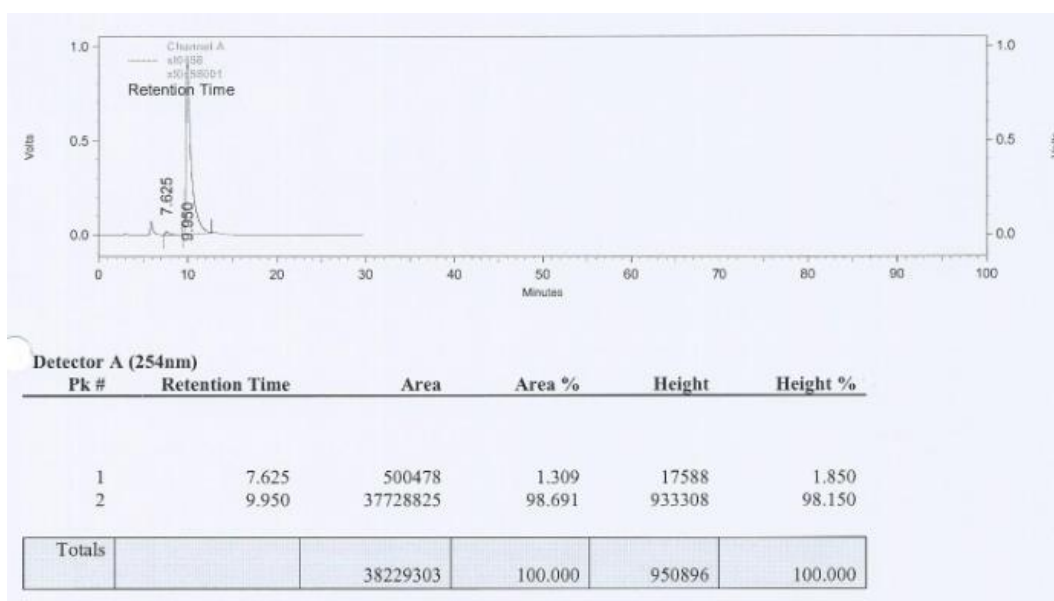 1.0
Channel A
1.0
Retention Time
Volts
0.5
0.5
7.625
9.950
0.0
0.0
0 10 20 30 40 50 60 70 80 90 100
Minutes
Detector A (254nm)
Pk # Retention Time Area Area % Height Height %
1 7.625 500478 1.309 17588 1.850
2 9.950 37728825 98.691 933308 98.150
Totals
38229303 100.000 950896 100.000